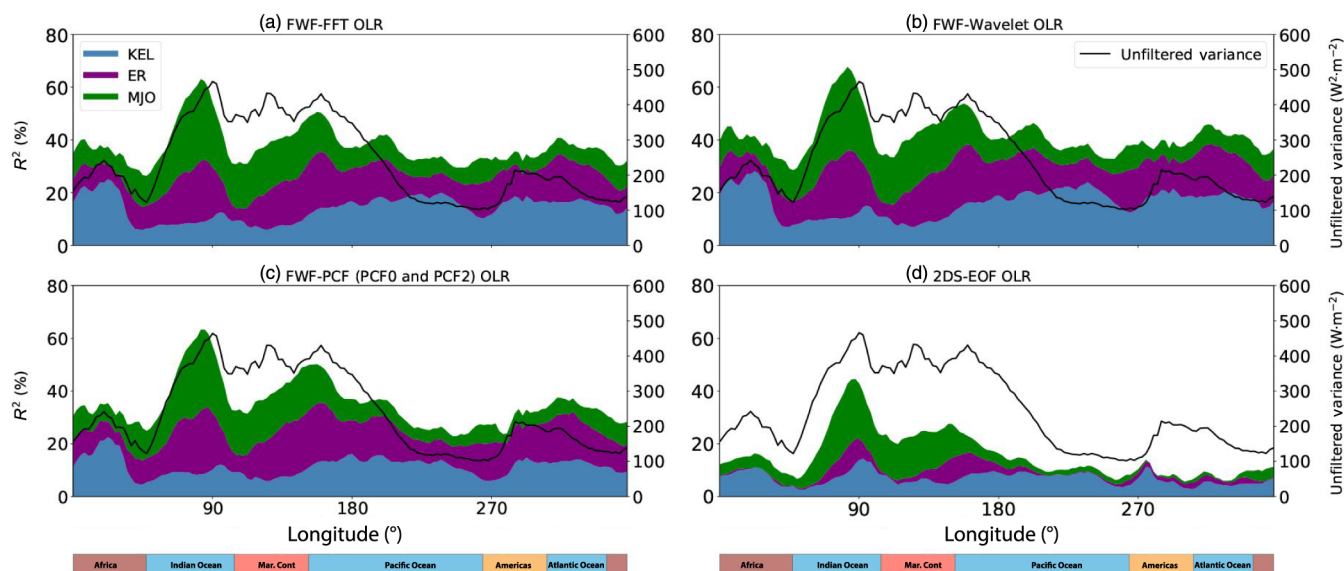 (a) FWF-FFT OLR
(b) FWF-Wavelet OLR
80
60
40
20
0
R² (%)
KEL
ER
MJO
600
500
400
300
200
100
0
90
180
270
80
60
40
20
0
Unfiltered variance
600
500
400
300
200
100
0
Unfiltered variance (W²·m⁻²)
90
180
270
(c) FWF-PCF (PCF0 and PCF2) OLR
(d) 2DS-EOF OLR
80
60
40
20
0
R² (%)
600
500
400
300
200
100
0
90
180
270
Longitude (°)
80
60
40
20
0
600
500
400
300
200
100
0
Unfiltered variance (W·m⁻²)
90
180
270
Longitude (°)
Africa
Indian Ocean
Mar. Cont
Pacific Ocean
Americas
Atlantic Ocean
Africa
Indian Ocean
Mar. Cont
Pacific Ocean
Americas
Atlantic Ocean